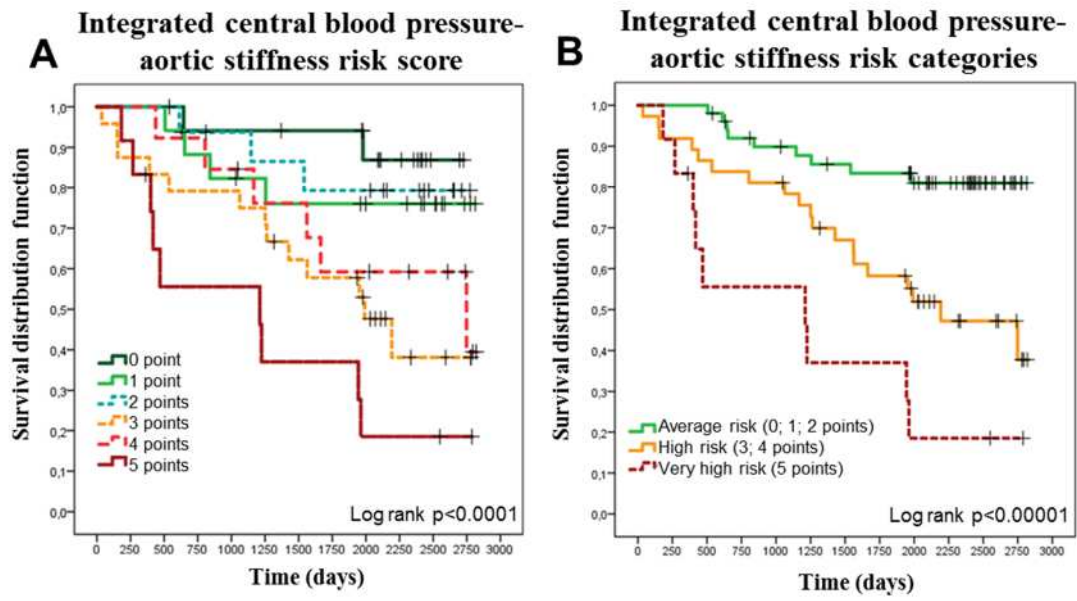 Integrated central blood pressure-
aortic stiffness risk score
A
Survival distribution function
1,0
0,9
0,8
0,7
0,6
0,5
0,4
0,3
0,2
0,1
0,0
0 point
1 point
2 points
3 points
4 points
5 points
Log rank p<0.0001
0 250 500 750 1000 1250 1500 1750 2000 2250 2500 2750 3000
Time (days)
Integrated central blood pressure-
aortic stiffness risk categories
B
Survival distribution function
1,0
0,9
0,8
0,7
0,6
0,5
0,4
0,3
0,2
0,1
0,0
Average risk (0; 1; 2 points)
High risk (3; 4 points)
Very high risk (5 points)
Log rank p<0.00001
0 250 500 750 1000 1250 1500 1750 2000 2250 2500 2750 3000
Time (days)